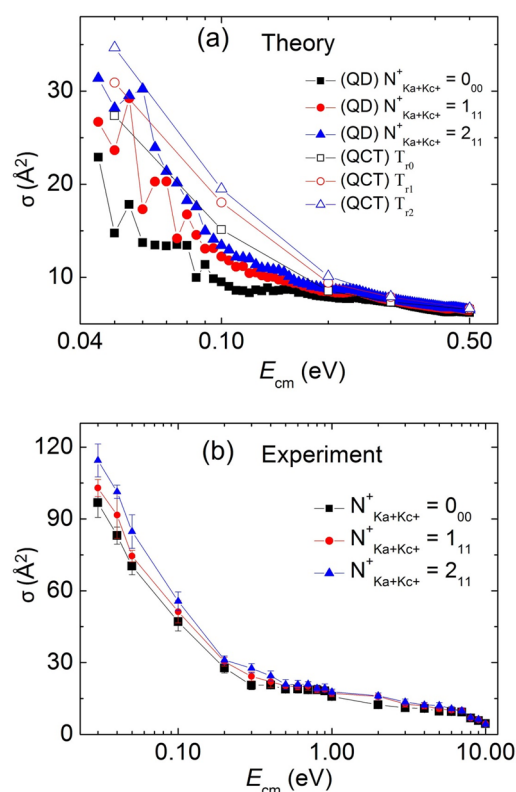 (a) Theory
(QD) N⁺Ka+Kc+ = 0₀₀
(QD) N⁺Ka+Kc+ = 1₁₁
(QD) N⁺Ka+Kc+ = 2₁₁
(QCT) Tr0
(QCT) Tr1
(QCT) Tr2
σ (Å²)
30
20
10
0.04 0.10 0.50
Ecm (eV)
(b) Experiment
N⁺Ka+Kc+ = 0₀₀
N⁺Ka+Kc+ = 1₁₁
N⁺Ka+Kc+ = 2₁₁
σ (Å²)
120
90
60
30
0
0.10 1.00 10.00
Ecm (eV)